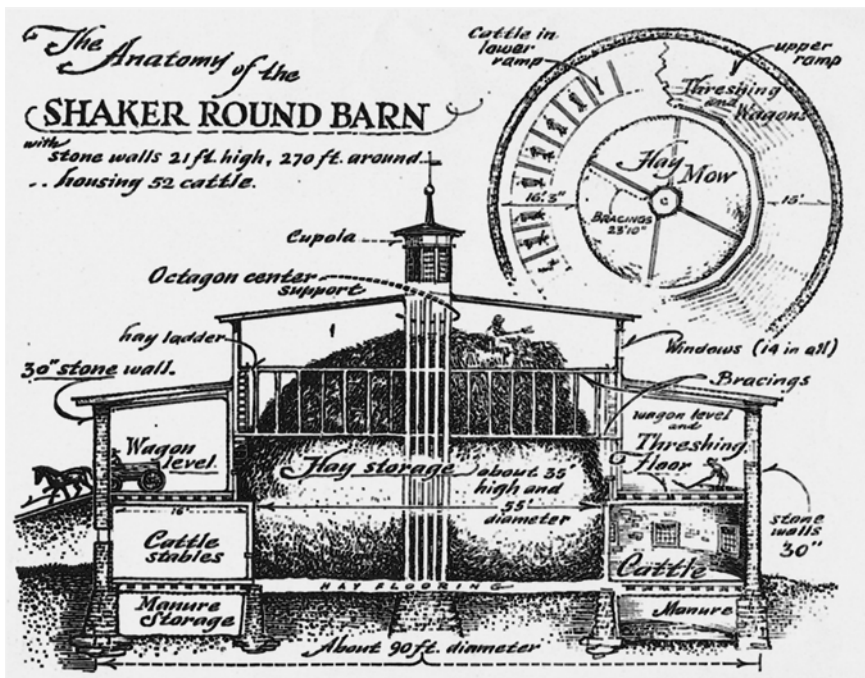 The
Anatomy
of the
SHAKER ROUND BARN
with
stone walls 21 ft. high, 270 ft. around
.. housing 52 cattle.
Cattle in
lower
ramp
upper
ramp
Threshing
and
Wagons
Hay
Mow
16'3"
BRACINGS
23'10"
C
15'
Cupola
Octagon center
support
hay ladder
Windows (14 in all)
30" stone wall.
Bracings
Wagon
level.
wagon level
and
Threshing
Floor
Hay storage
about 35'
high and
55'
diameter
16'
stone
walls
30"
Cattle
stables
Cattle
HAY FLOORING
Manure
Storage
Manure
About 90 ft. diameter